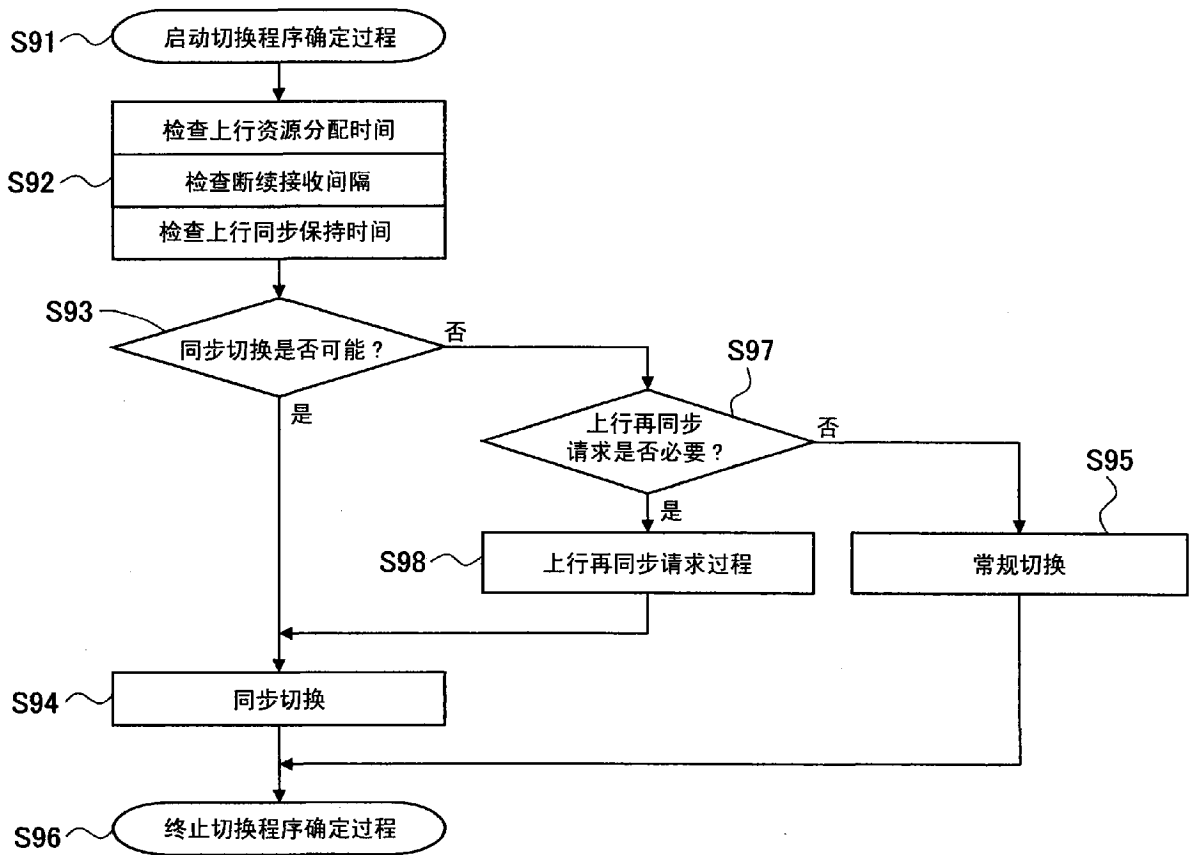 S91
启动切换程序确定过程
S92
检查上行资源分配时间
检查断续接收间隔
检查上行同步保持时间
S93
同步切换是否可能？
否
是
S97
上行再同步
请求是否必要？
否
是
S95
常规切换
S98
上行再同步请求过程
S94
同步切换
S96
终止切换程序确定过程